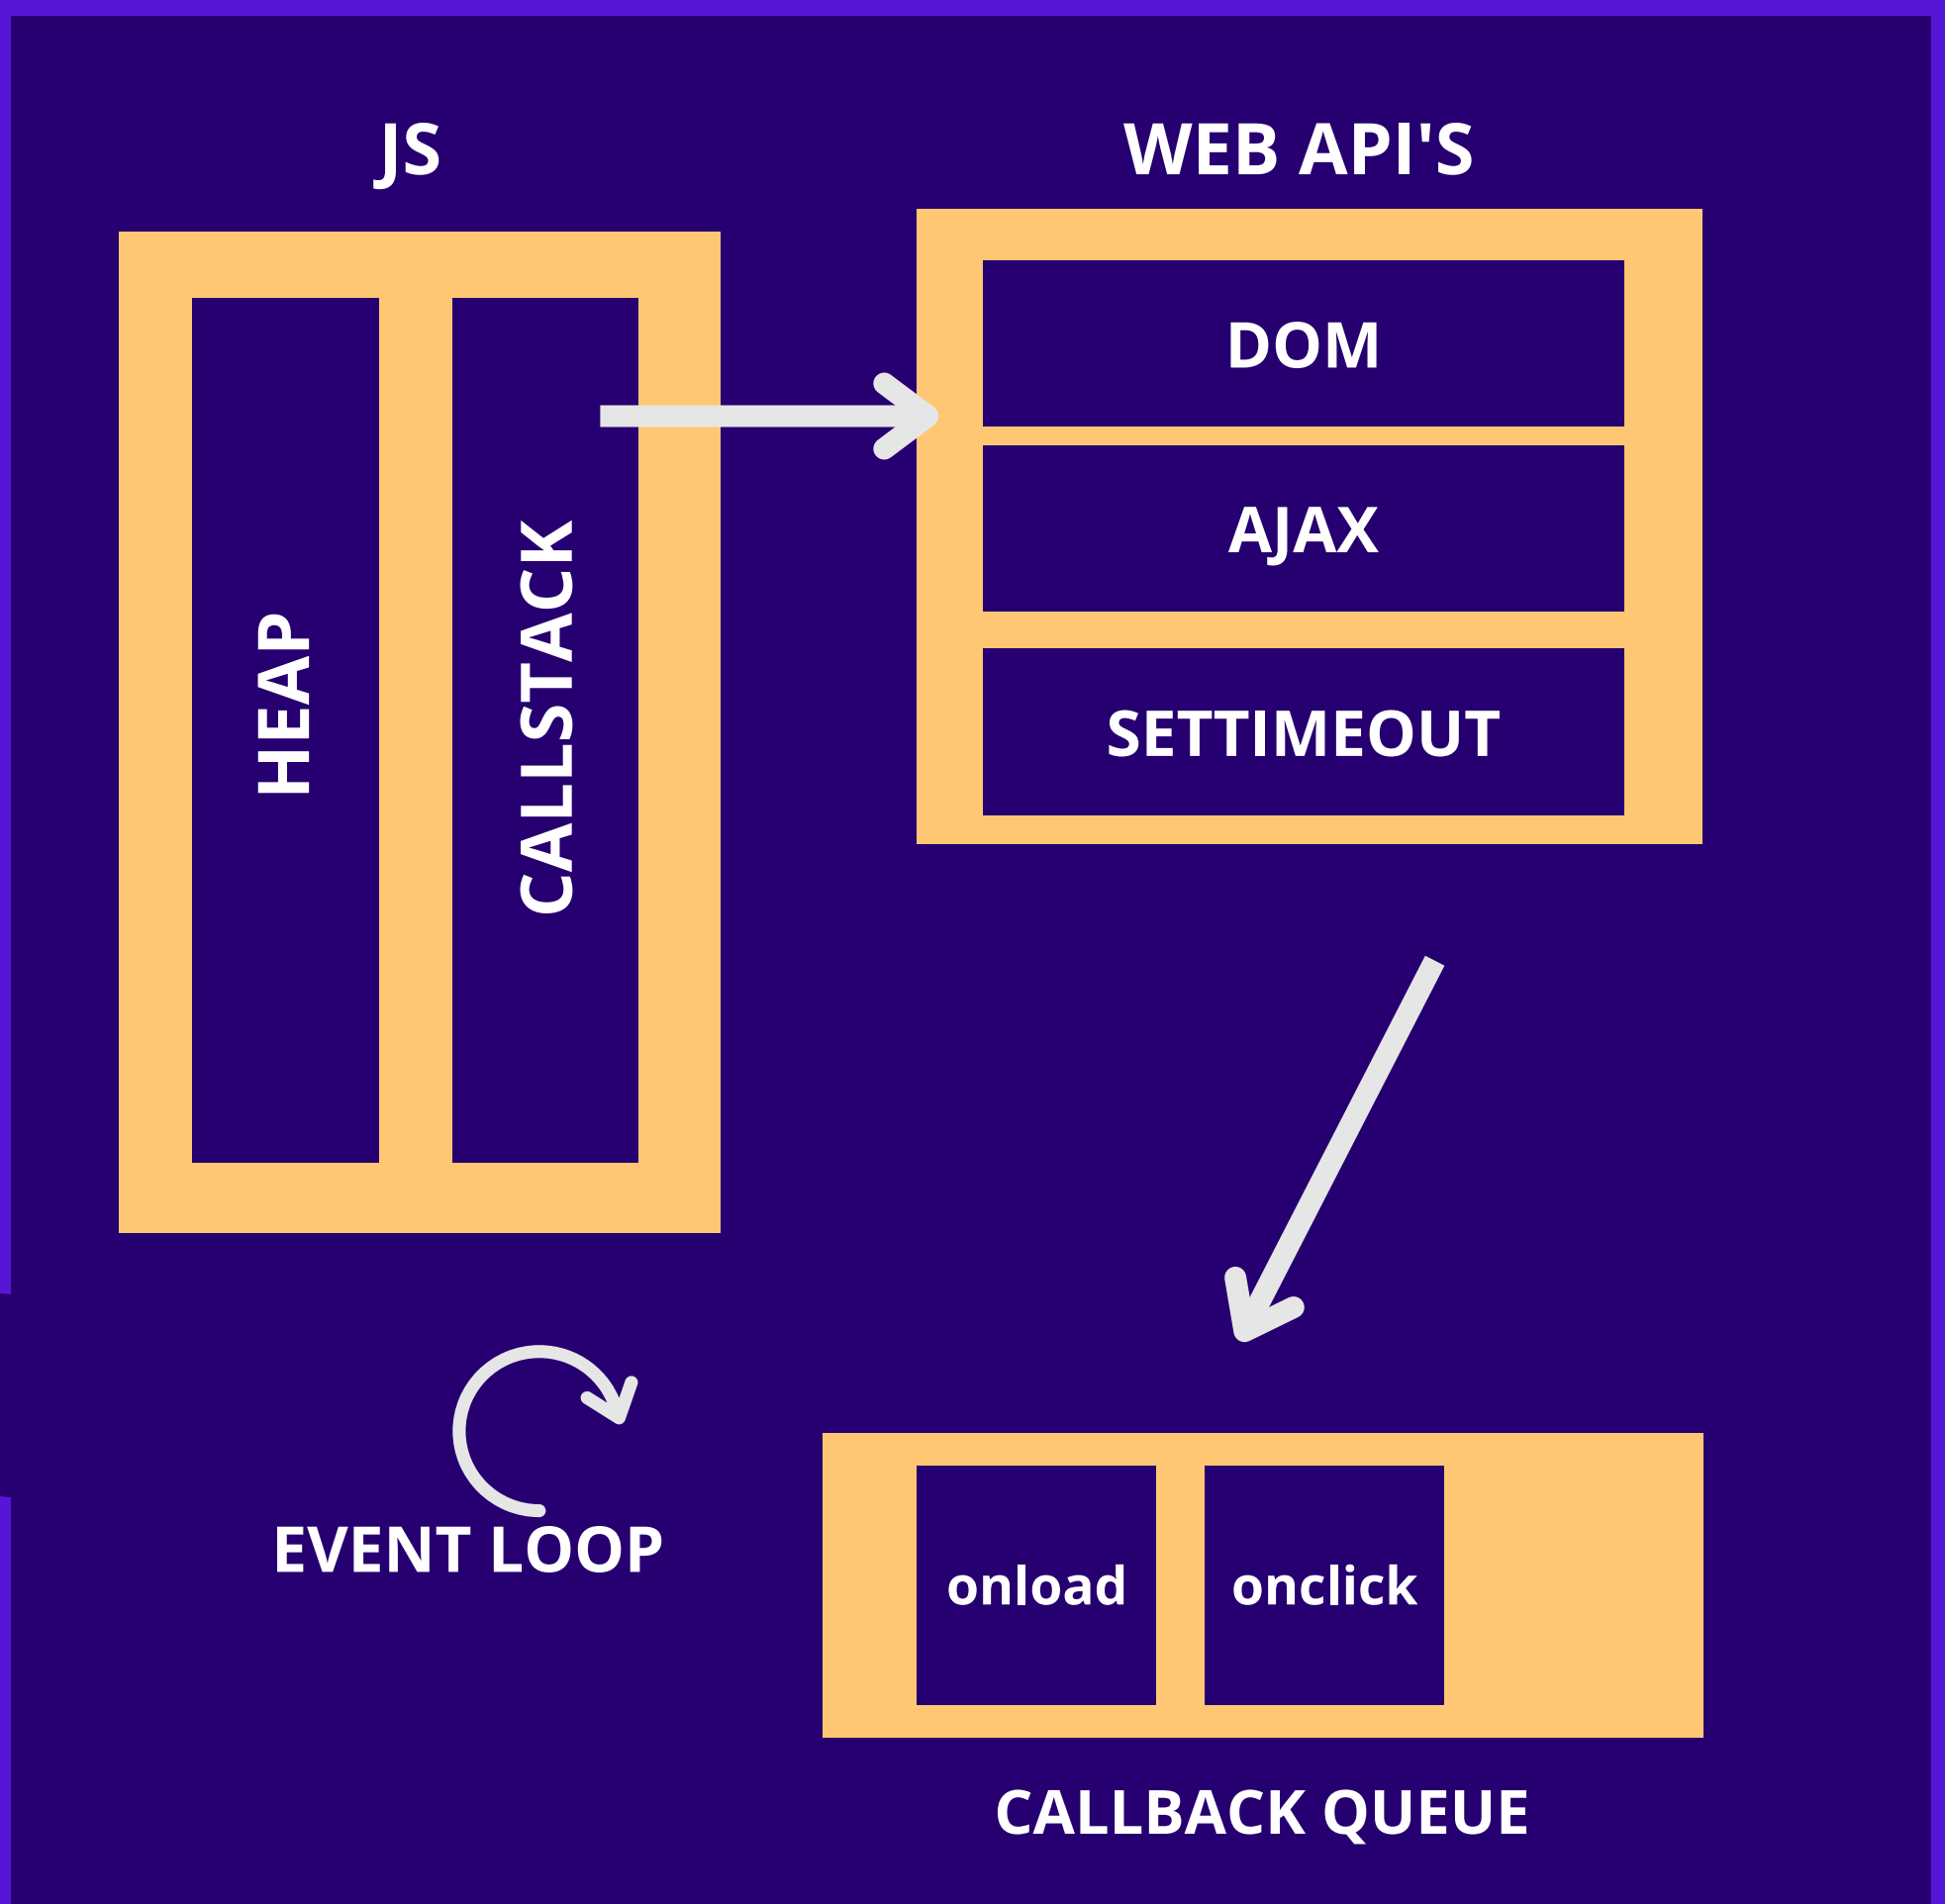 JS
WEB API'S
HEAP
CALLSTACK
DOM
AJAX
SETTIMEOUT
EVENT LOOP
onload
onclick
CALLBACK QUEUE